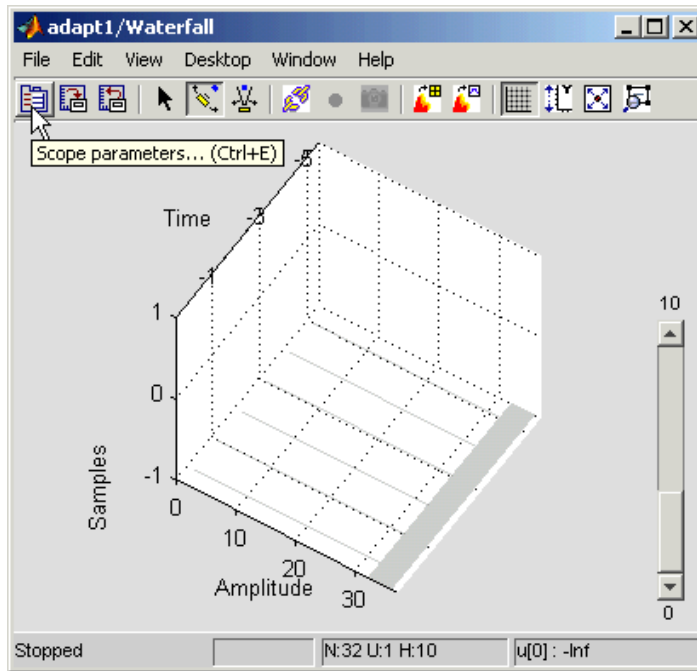 adapt1/Waterfall
File Edit View Desktop Window Help
Scope parameters... (Ctrl+E)
-5
Time
-3
-1
1
0
-1
Samples
0
10
20
30
Amplitude
10
0
Stopped
N:32 U:1 H:10
u[0] : -Inf